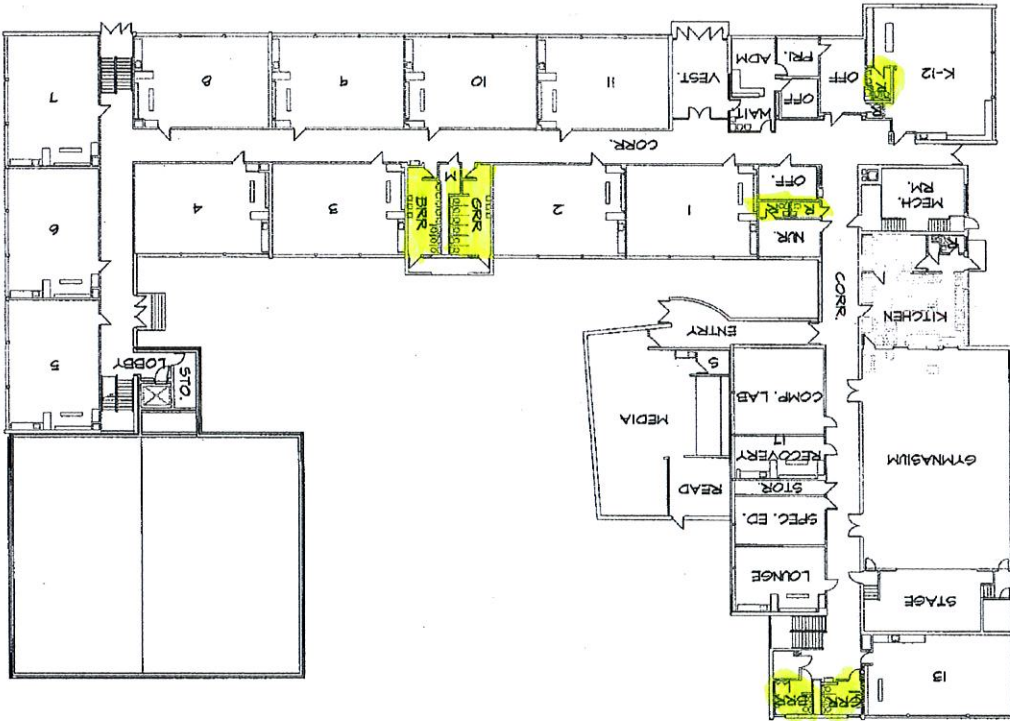 13
GRR
BRR
STAGE
LOUNGE
SPEC. ED.
GYMNASIUM
STOR.
READ
RECOVERY
17
MEDIA
COMP. LAB.
S
5
STO.
LOBBY
ENTRY
KITCHEN
R
CORR.
6
MECH.
RM.
NUR.
R R
OFF.
1
2
GRR
M
BRR
3
4
CORR.
7
K-12
R
OFF
OFF
PRI.
WAIT
ADM
VEST.
11
10
9
8